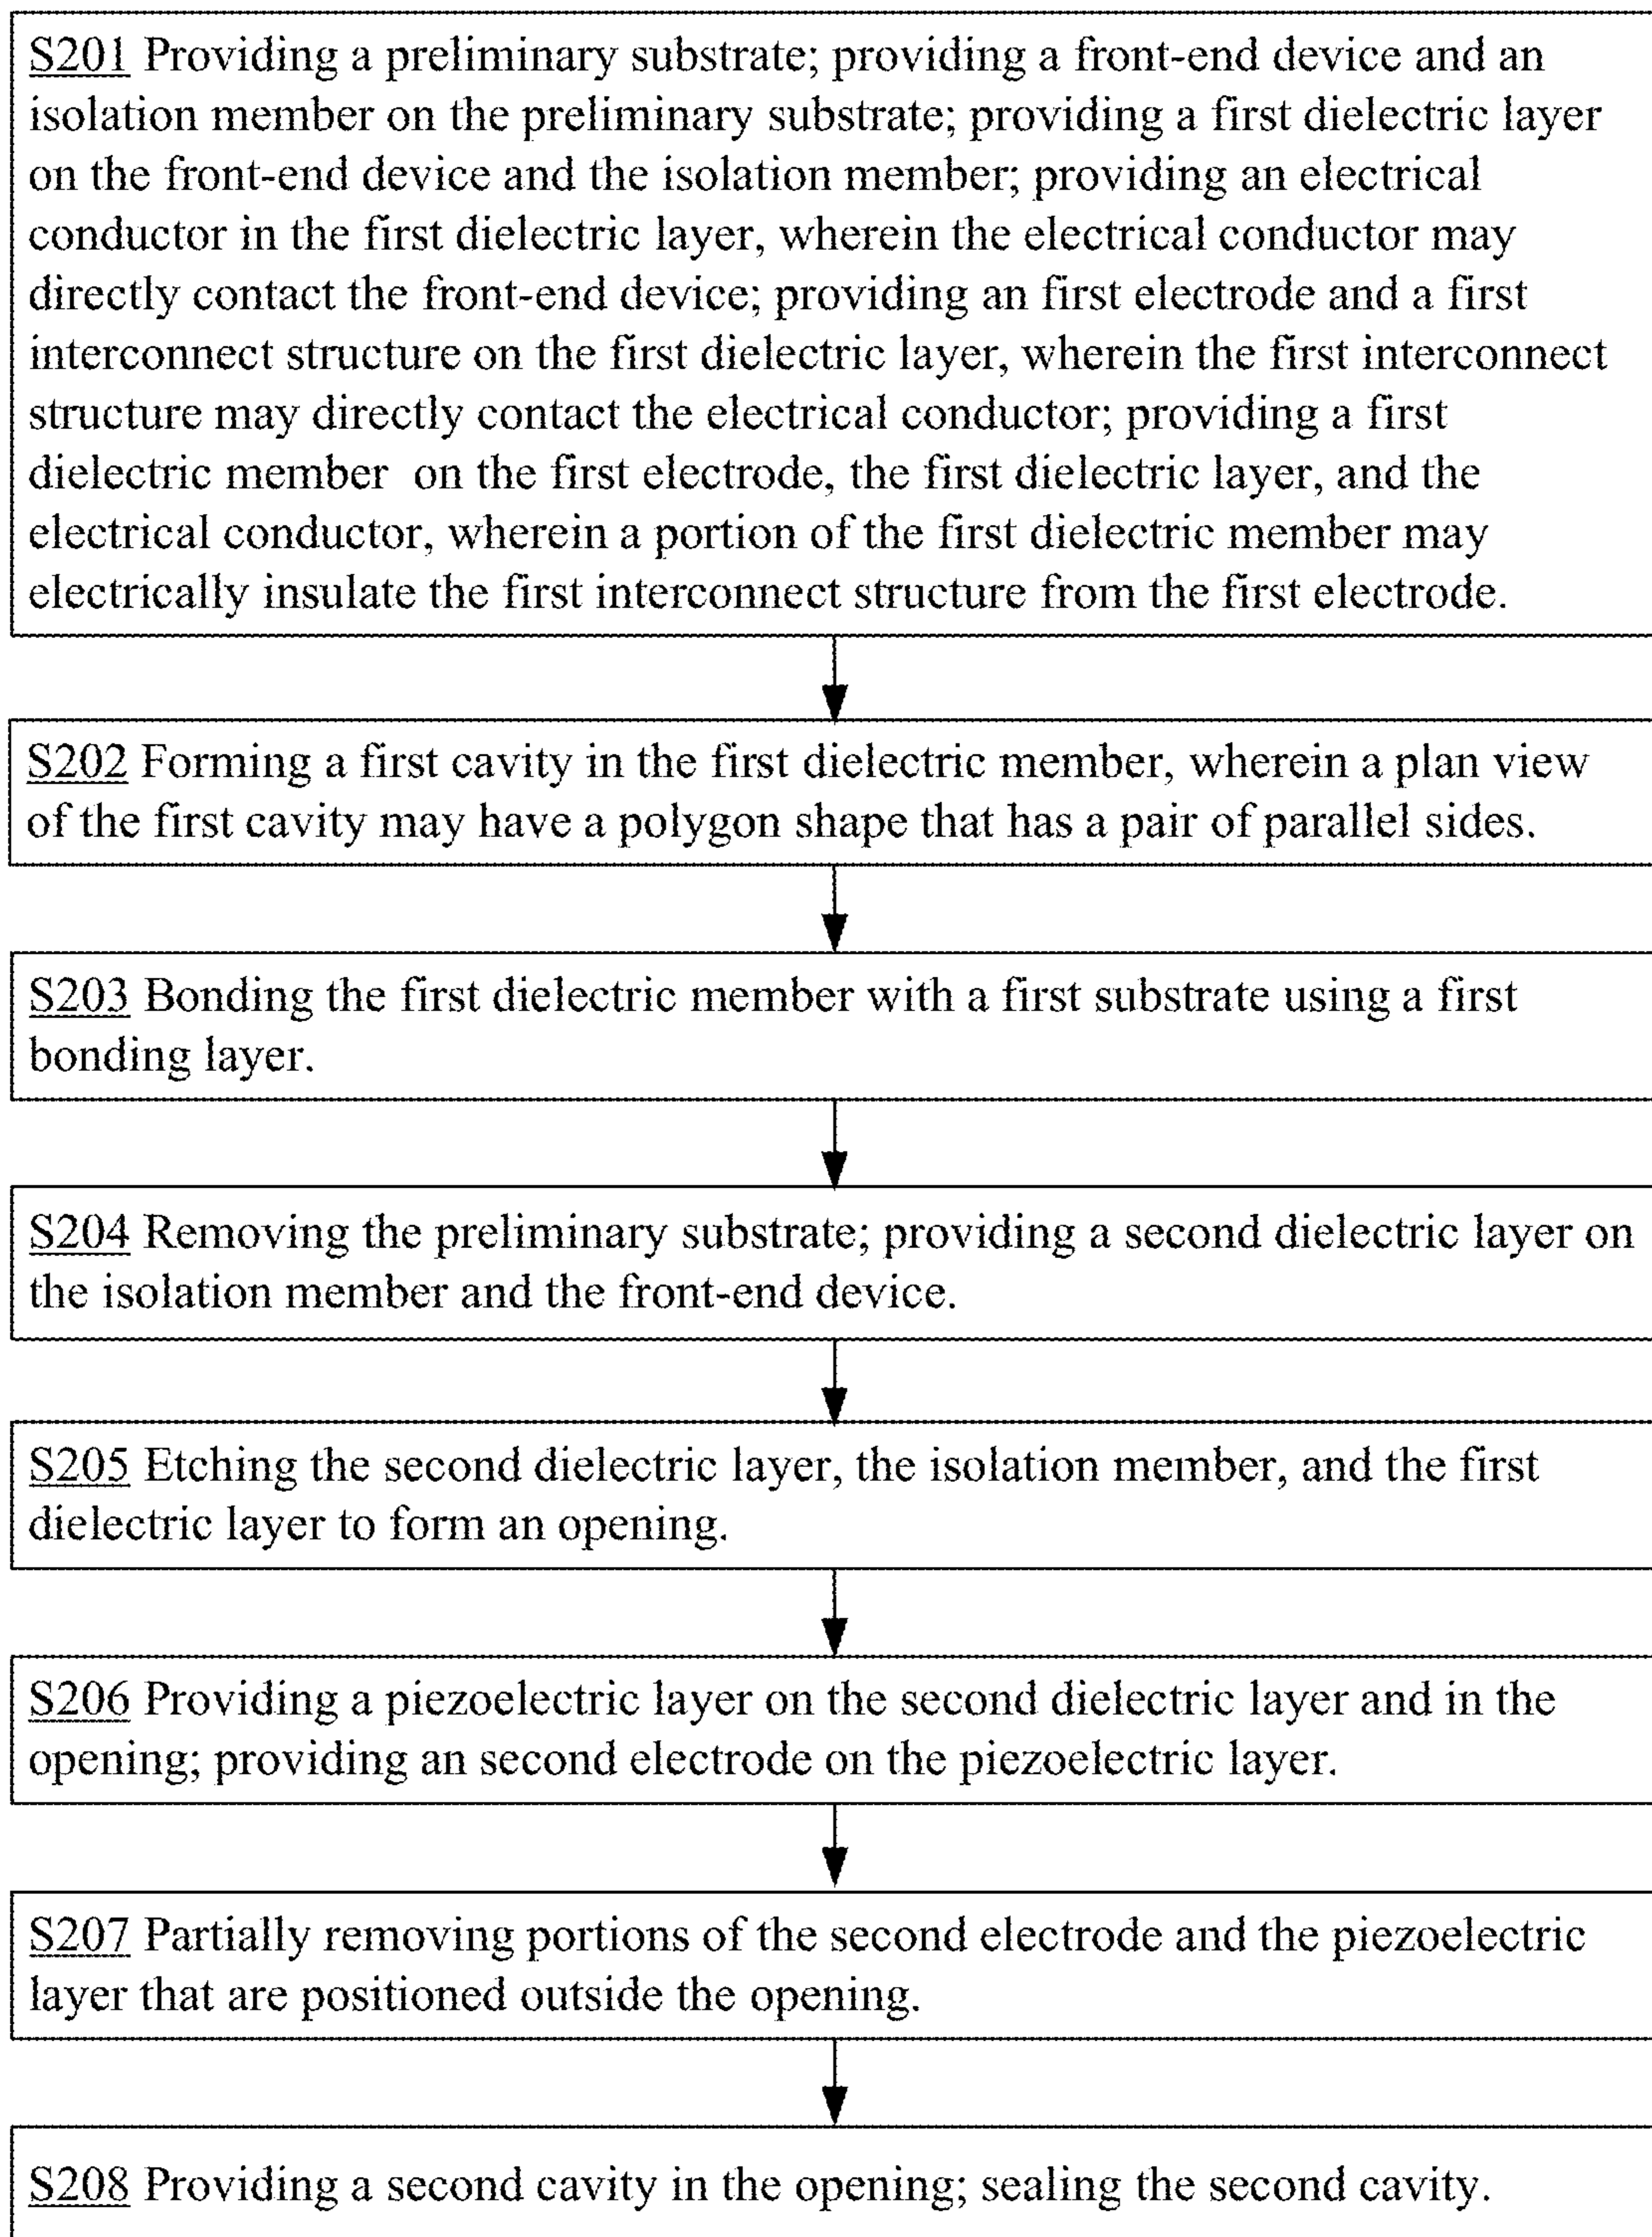 S201 Providing a preliminary substrate; providing a front-end device and an
isolation member on the preliminary substrate; providing a first dielectric layer
on the front-end device and the isolation member; providing an electrical
conductor in the first dielectric layer, wherein the electrical conductor may
directly contact the front-end device; providing an first electrode and a first
interconnect structure on the first dielectric layer, wherein the first interconnect
structure may directly contact the electrical conductor; providing a first
dielectric member on the first electrode, the first dielectric layer, and the
electrical conductor, wherein a portion of the first dielectric member may
electrically insulate the first interconnect structure from the first electrode.
S202 Forming a first cavity in the first dielectric member, wherein a plan view
of the first cavity may have a polygon shape that has a pair of parallel sides.
S203 Bonding the first dielectric member with a first substrate using a first
bonding layer.
S204 Removing the preliminary substrate; providing a second dielectric layer on
the isolation member and the front-end device.
S205 Etching the second dielectric layer, the isolation member, and the first
dielectric layer to form an opening.
S206 Providing a piezoelectric layer on the second dielectric layer and in the
opening; providing an second electrode on the piezoelectric layer.
S207 Partially removing portions of the second electrode and the piezoelectric
layer that are positioned outside the opening.
S208 Providing a second cavity in the opening; sealing the second cavity.